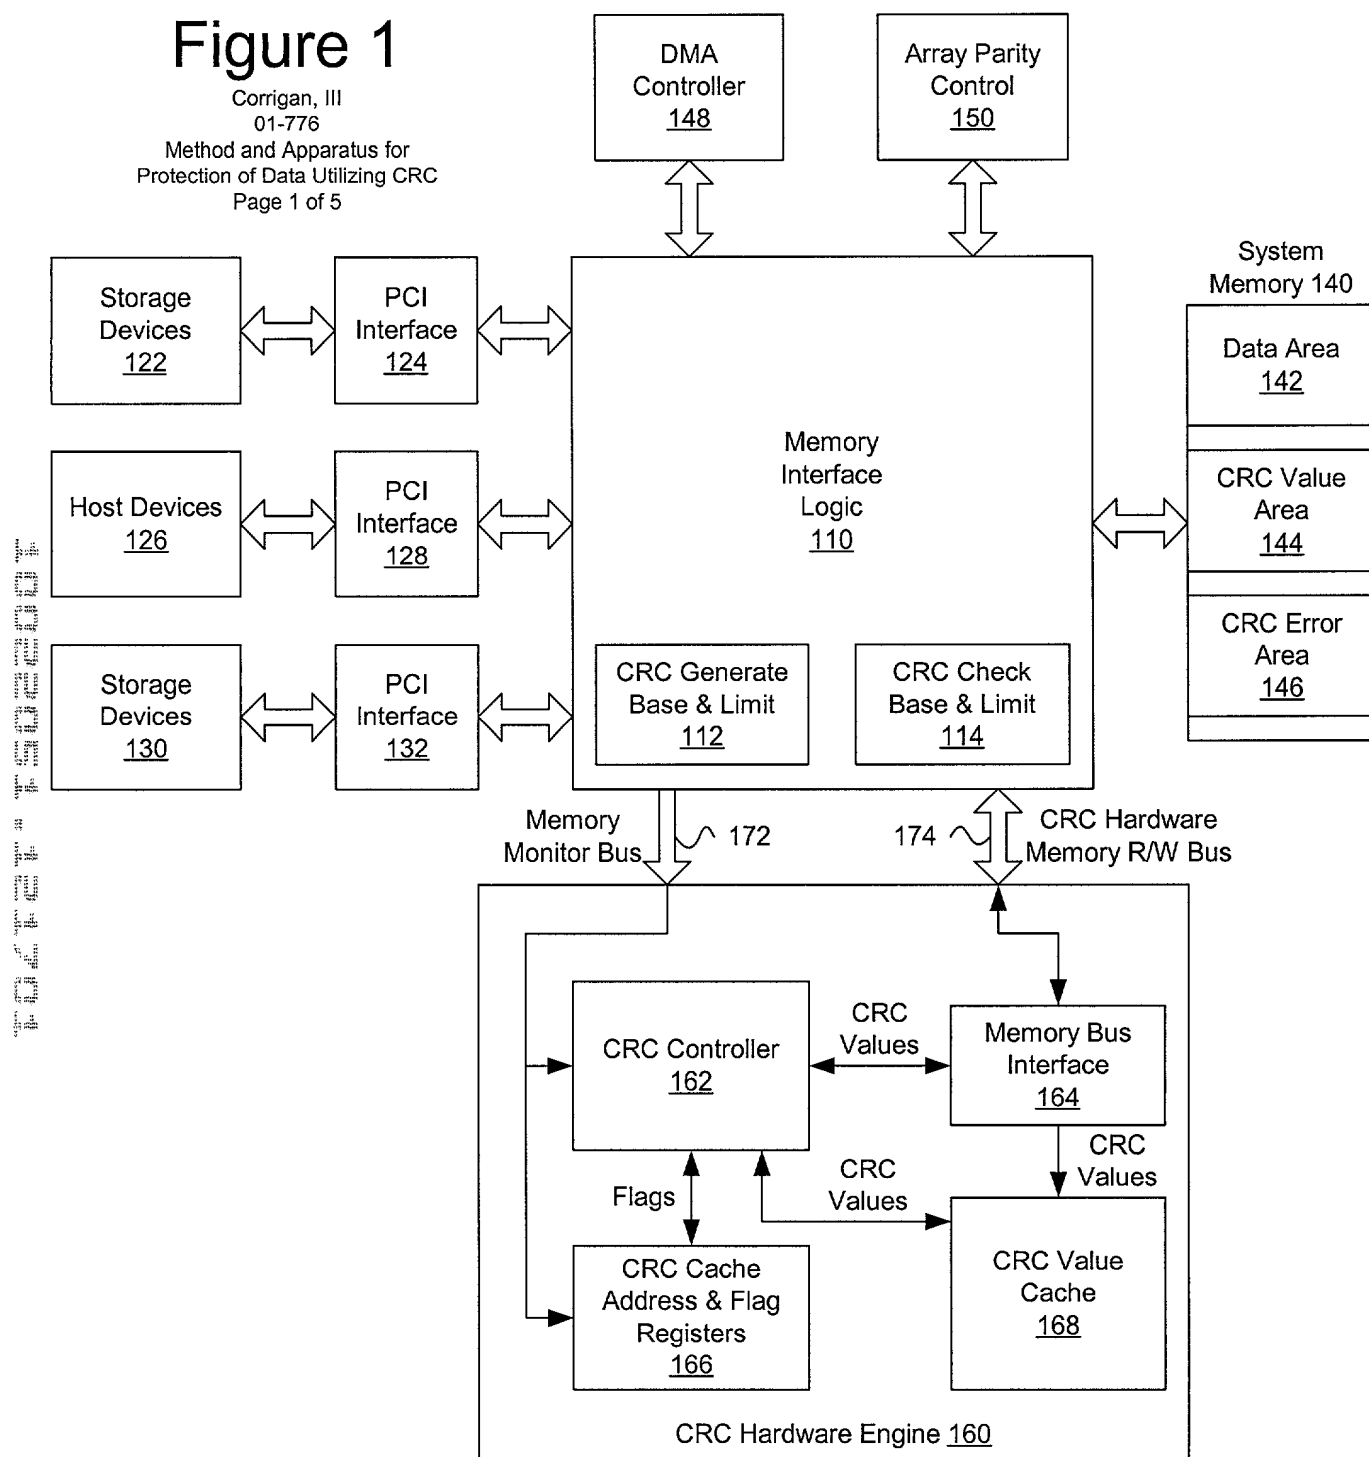 Figure 1
Corrigan, III
01-776
Method and Apparatus for
Protection of Data Utilizing CRC
Page 1 of 5
DMA
Controller
148
Array Parity
Control
150
Storage
Devices
122
PCI
Interface
124
Host Devices
126
PCI
Interface
128
Storage
Devices
130
PCI
Interface
132
Memory
Interface
Logic
110
CRC Generate
Base & Limit
112
CRC Check
Base & Limit
114
System
Memory 140
Data Area
142
CRC Value
Area
144
CRC Error
Area
146
Memory
Monitor Bus
172
174
CRC Hardware
Memory R/W Bus
CRC Controller
162
CRC
Values
Memory Bus
Interface
164
Flags
CRC
Values
CRC
Values
CRC Cache
Address & Flag
Registers
166
CRC Value
Cache
168
CRC Hardware Engine 160